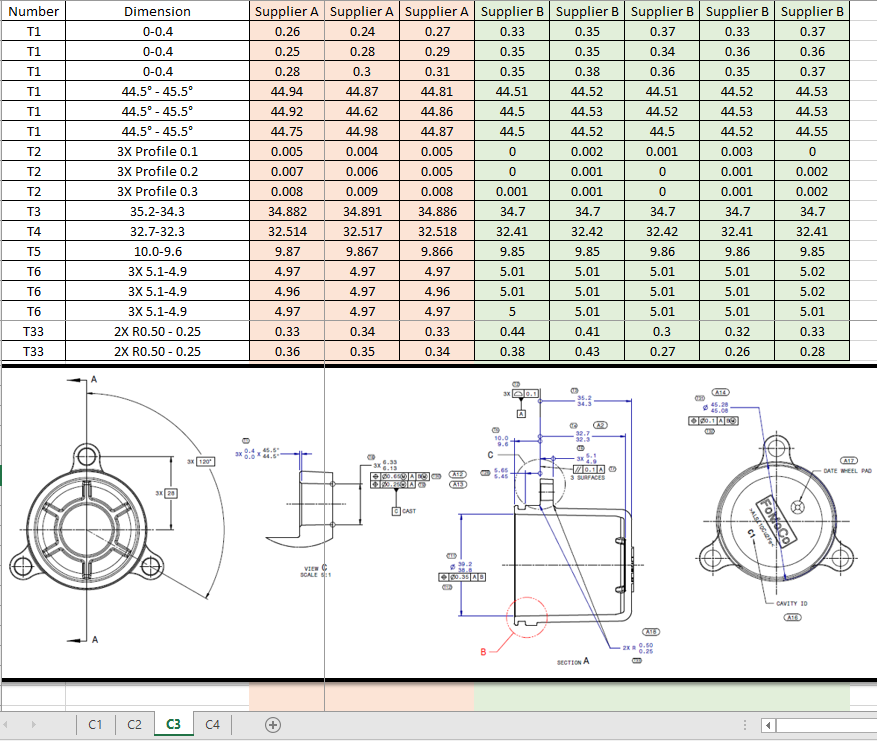 Number Dimension Supplier A Supplier A Supplier A Supplier B Supplier B Supplier B Supplier B Supplier B
T1 0-0.4 0.26 0.24 0.27 0.33 0.35 0.37 0.33 0.37
T1 0-0.4 0.25 0.28 0.29 0.35 0.35 0.34 0.36 0.36
T1 0-0.4 0.28 0.3 0.31 0.35 0.38 0.36 0.35 0.37
T1 44.5° - 45.5° 44.94 44.87 44.81 44.51 44.52 44.51 44.52 44.53
T1 44.5° - 45.5° 44.92 44.62 44.86 44.5 44.53 44.52 44.53 44.53
T1 44.5° - 45.5° 44.75 44.98 44.87 44.5 44.52 44.5 44.52 44.55
T2 3X Profile 0.1 0.005 0.004 0.005 0 0.002 0.001 0.003 0
T2 3X Profile 0.2 0.007 0.006 0.005 0 0.001 0 0.001 0.002
T2 3X Profile 0.3 0.008 0.009 0.008 0.001 0.001 0 0.001 0.002
T3 35.2-34.3 34.882 34.891 34.886 34.7 34.7 34.7 34.7 34.7
T4 32.7-32.3 32.514 32.517 32.518 32.41 32.42 32.42 32.41 32.41
T5 10.0-9.6 9.87 9.867 9.866 9.85 9.85 9.86 9.86 9.85
T6 3X 5.1-4.9 4.97 4.97 4.97 5.01 5.01 5.01 5.01 5.02
T6 3X 5.1-4.9 4.96 4.97 4.96 5.01 5.01 5.01 5.01 5.02
T6 3X 5.1-4.9 4.97 4.97 4.97 5 5.01 5.01 5.01 5.01
T33 2X R0.50 - 0.25 0.33 0.34 0.33 0.44 0.41 0.3 0.32 0.33
T33 2X R0.50 - 0.25 0.36 0.35 0.34 0.38 0.43 0.27 0.26 0.28
A
3X 120°
3X 28
A
3X 0.4 45.5°
0.0 44.5°
3X 6.33
6.13
A12
A13
C CAST
VIEW C
SCALE 5:1
3X 0.1
A
35.2
34.3
A2
32.7
32.3
10.0
9.6
C
3X 5.1
4.9
// 0.1 A
3 SURFACES
5.65
5.45
Ø 39.2
38.8
Ø0.35 A B
B
2X R 0.50
0.25
A18
SECTION A
A14
Ø 45.28
45.08
Ø0.1 A B
A17
DATE WHEEL PAD
FoMoCo
C1
CAVITY ID
A16
C1 C2 C3 C4